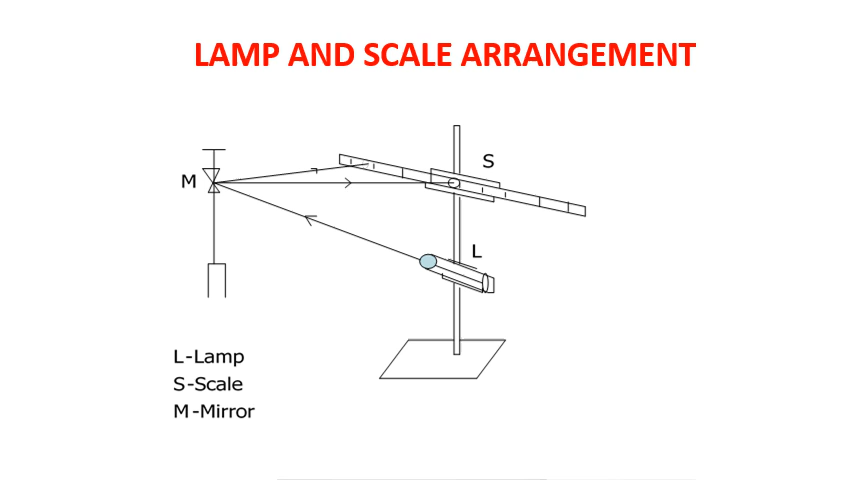 LAMP AND SCALE ARRANGEMENT
S
M
L
L-Lamp
S-Scale
M-Mirror